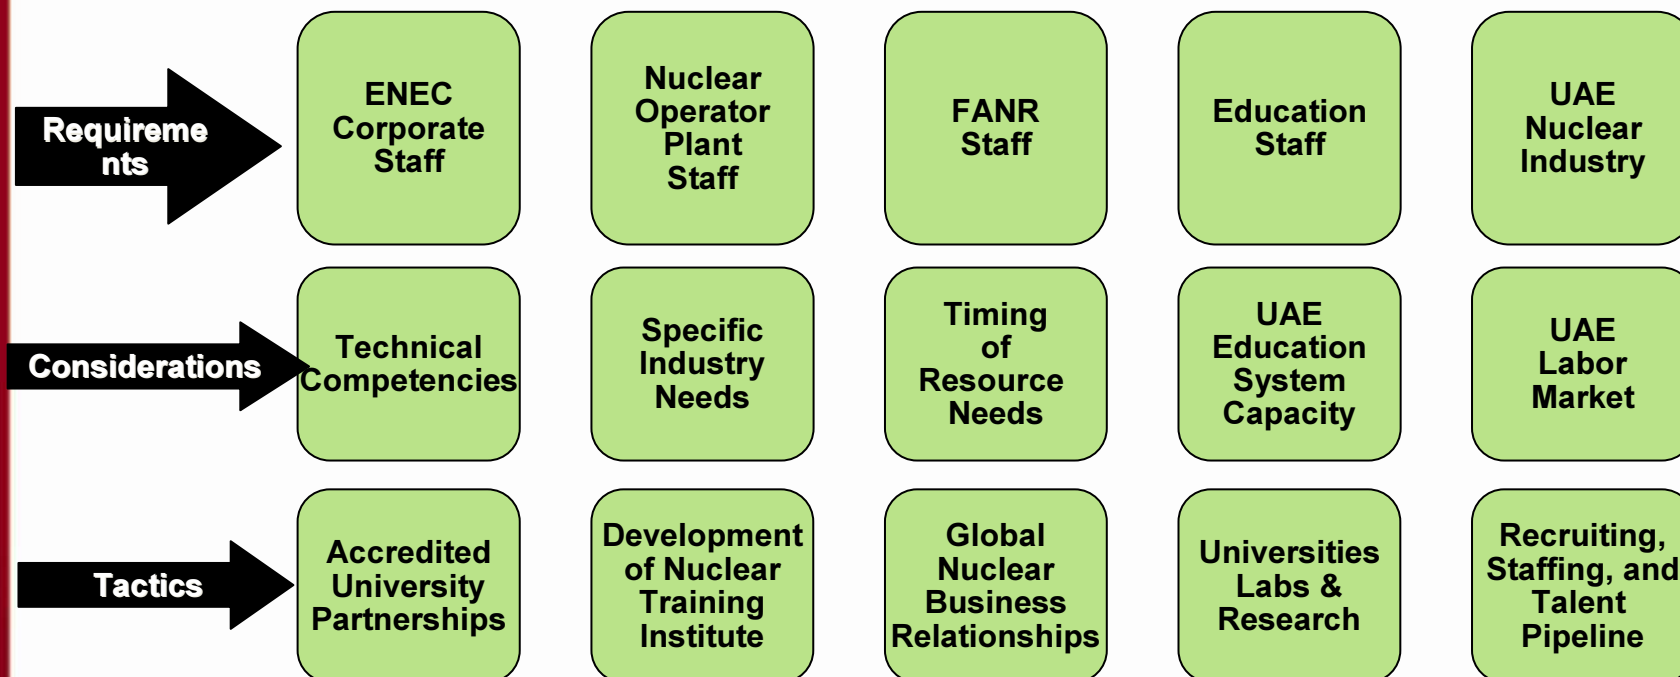 Requireme
nts
ENEC
Corporate
Staff
Nuclear
Operator
Plant
Staff
FANR
Staff
Education
Staff
UAE
Nuclear
Industry
Considerations
Technical
Competencies
Specific
Industry
Needs
Timing
of
Resource
Needs
UAE
Education
System
Capacity
UAE
Labor
Market
Tactics
Accredited
University
Partnerships
Development
of Nuclear
Training
Institute
Global
Nuclear
Business
Relationships
Universities
Labs &
Research
Recruiting,
Staffing, and
Talent
Pipeline